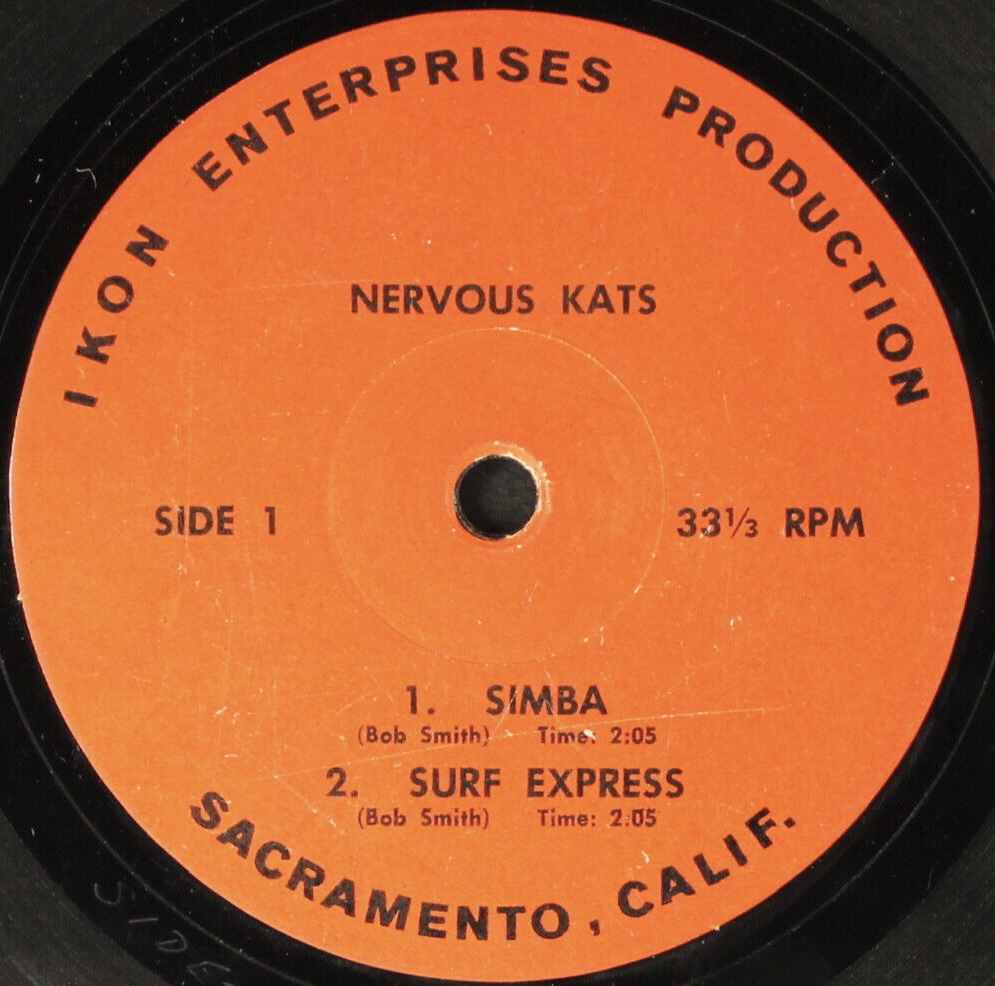 IKON ENTERPRISES PRODUCTION
NERVOUS KATS
SIDE 1
33⅓ RPM
1. SIMBA
(Bob Smith) Time: 2:05
2. SURF EXPRESS
(Bob Smith) Time: 2:05
SACRAMENTO, CALIF.
SIDE